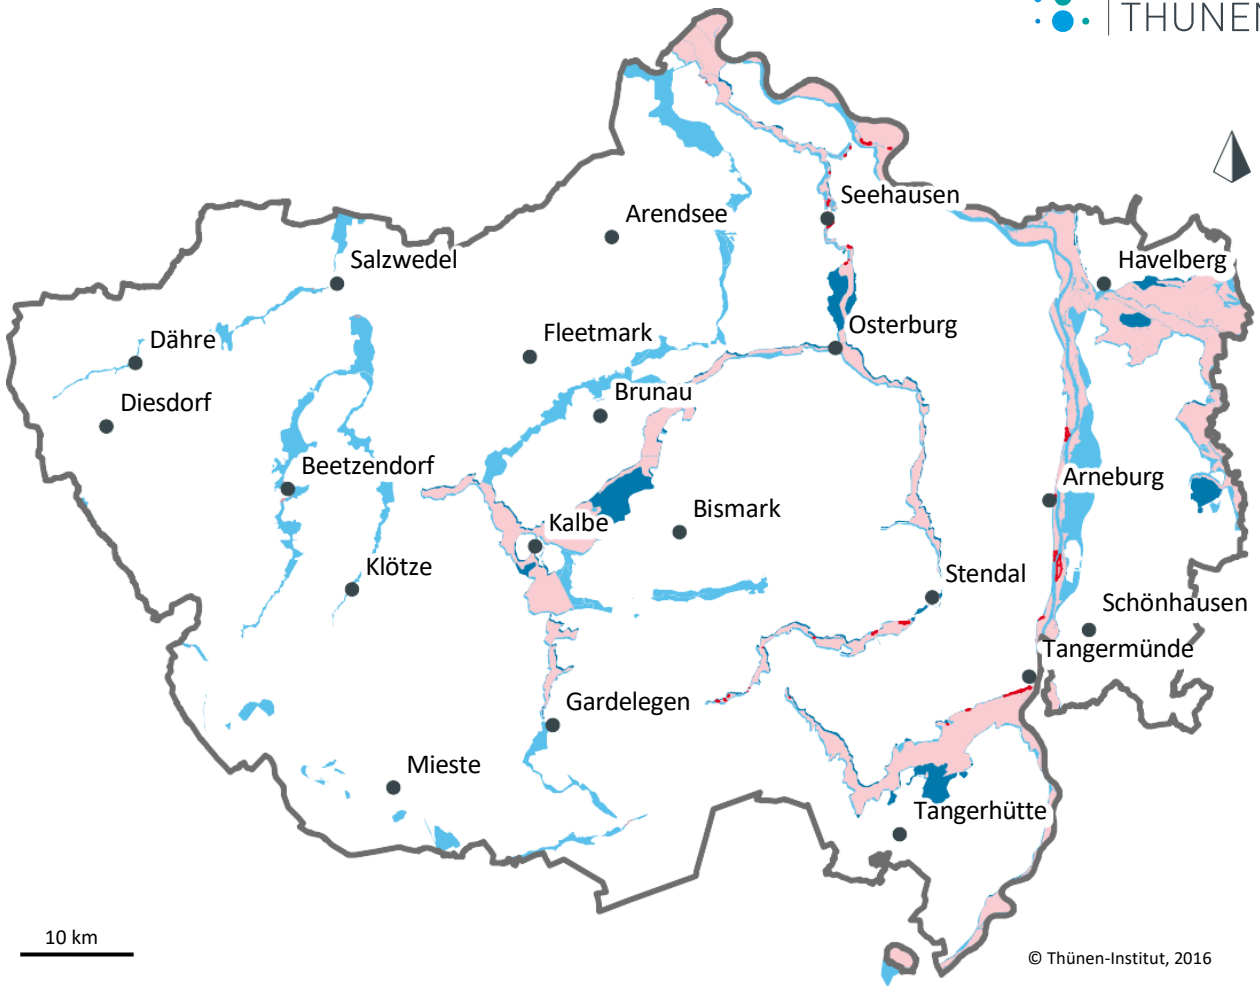 THÜNEN
Seehausen
Arendsee
Salzwedel
Havelberg
Dähre
Fleetmark
Osterburg
Diesdorf
Brunau
Beetzendorf
Arneburg
Bismark
Kalbe
Klötze
Stendal
Schönhausen
Tangermünde
Gardelegen
Mieste
Tangerhütte
10 km
© Thünen-Institut, 2016